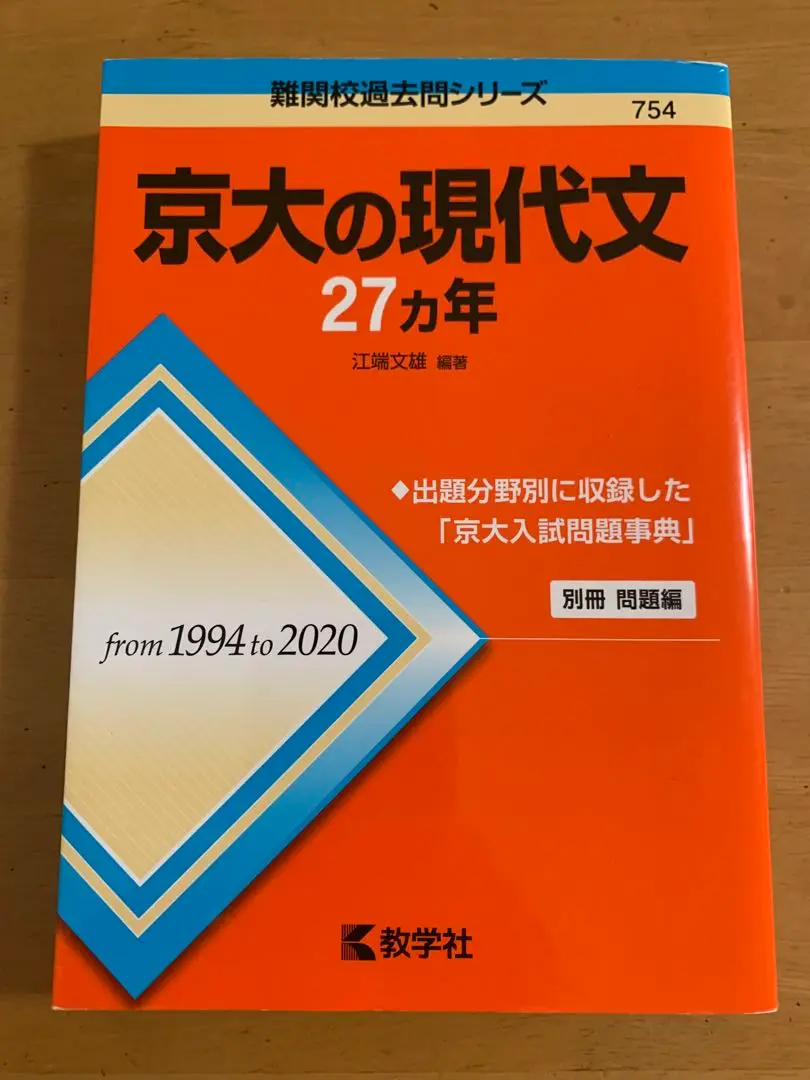 難関校過去問シリーズ
754
京大の現代文
27ヵ年
江端文雄 編著
◆出題分野別に収録した
「京大入試問題事典」
別冊 問題編
from 1994 to 2020
教学社